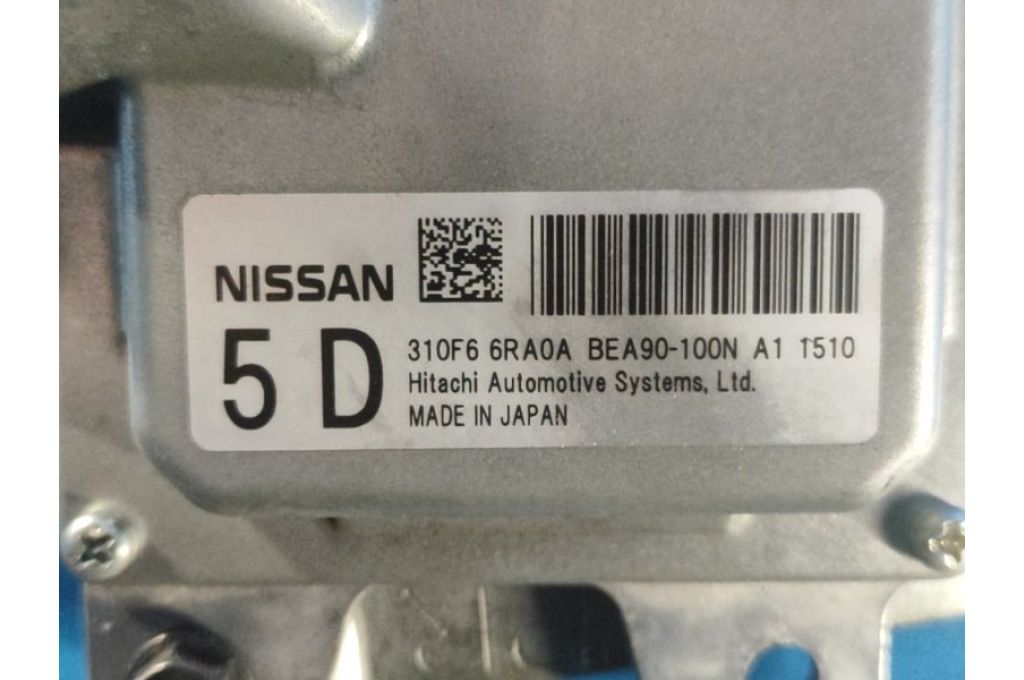 NISSAN
5 D
310F6 6RA0A BEA90-100N A1 1510
Hitachi Automotive Systems, Ltd.
MADE IN JAPAN